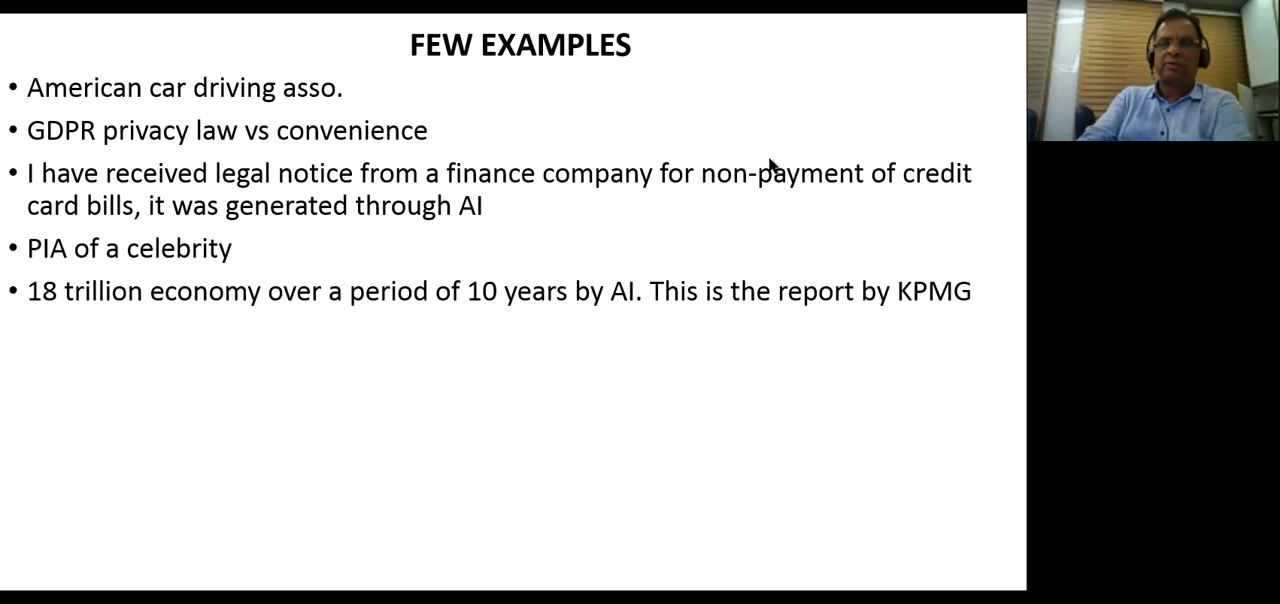 FEW EXAMPLES
• American car driving asso.
• GDPR privacy law vs convenience
• I have received legal notice from a finance company for non-payment of credit
card bills, it was generated through AI
• PIA of a celebrity
• 18 trillion economy over a period of 10 years by AI. This is the report by KPMG